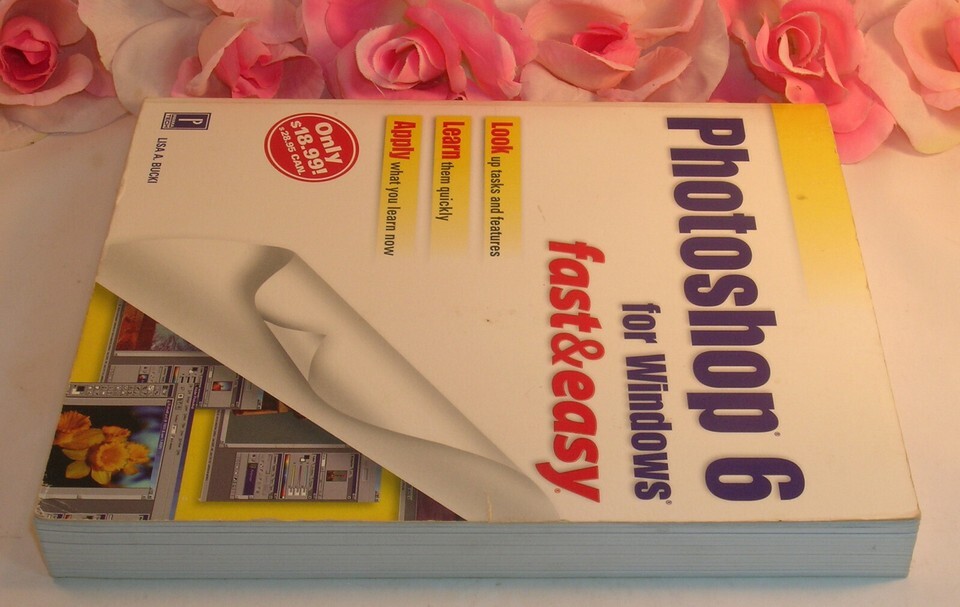 Photoshop® 6
for Windows®
fast&easy®
Look up tasks and features
Learn them quickly
Apply what you learn now
Only
$18.99!
$28.95 CAN.
P
TECH
LISA A. BUCKI